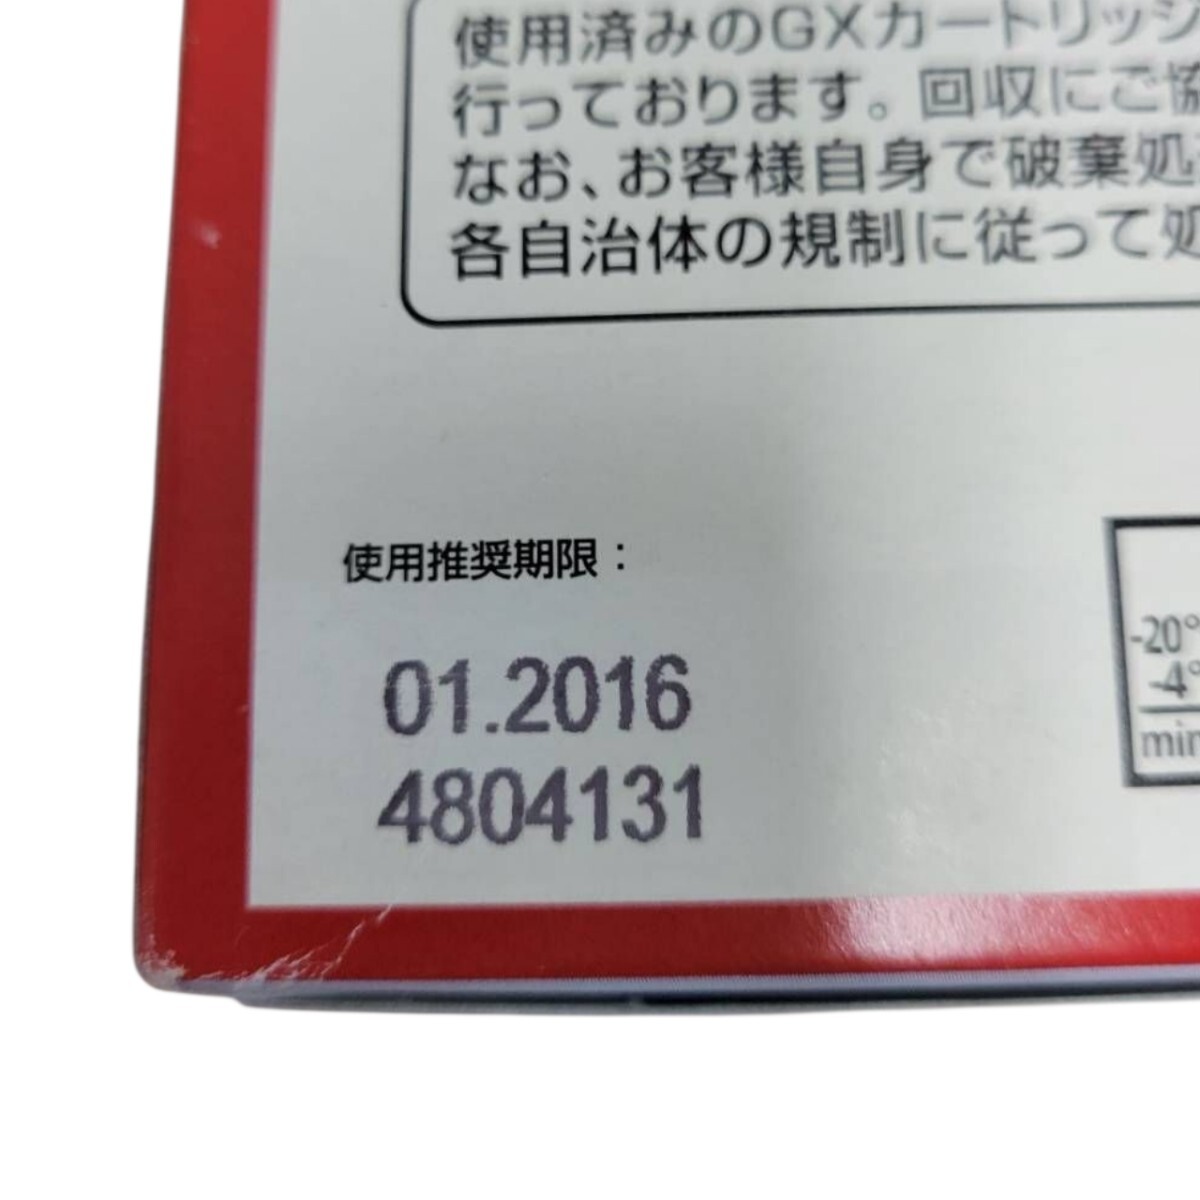 使用済みのGXカートリッジ
行っております。回収にご協
なお、お客様自身で破棄処
各自治体の規制に従って処
使用推奨期限：
01.2016
4804131
-20°
-4°
min